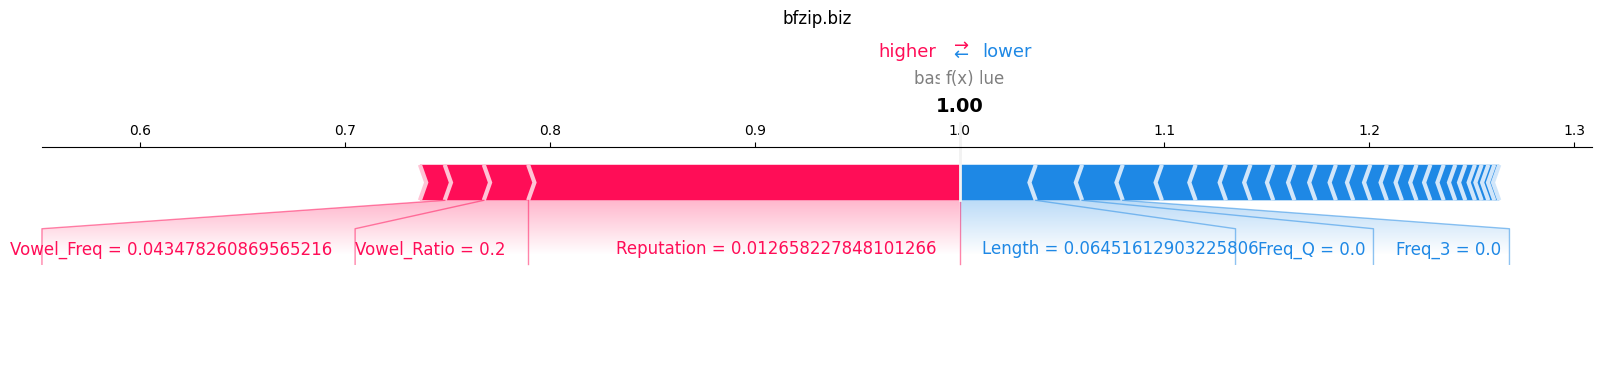 bfzip.biz
higher ⇄ lower
bas f(x) lue
1.00
0.6 0.7 0.8 0.9 1.0 1.1 1.2 1.3
Vowel_Freq = 0.043478260869565216 Vowel_Ratio = 0.2 Reputation = 0.012658227848101266 Length = 0.06451612903225806 Freq_Q = 0.0 Freq_3 = 0.0